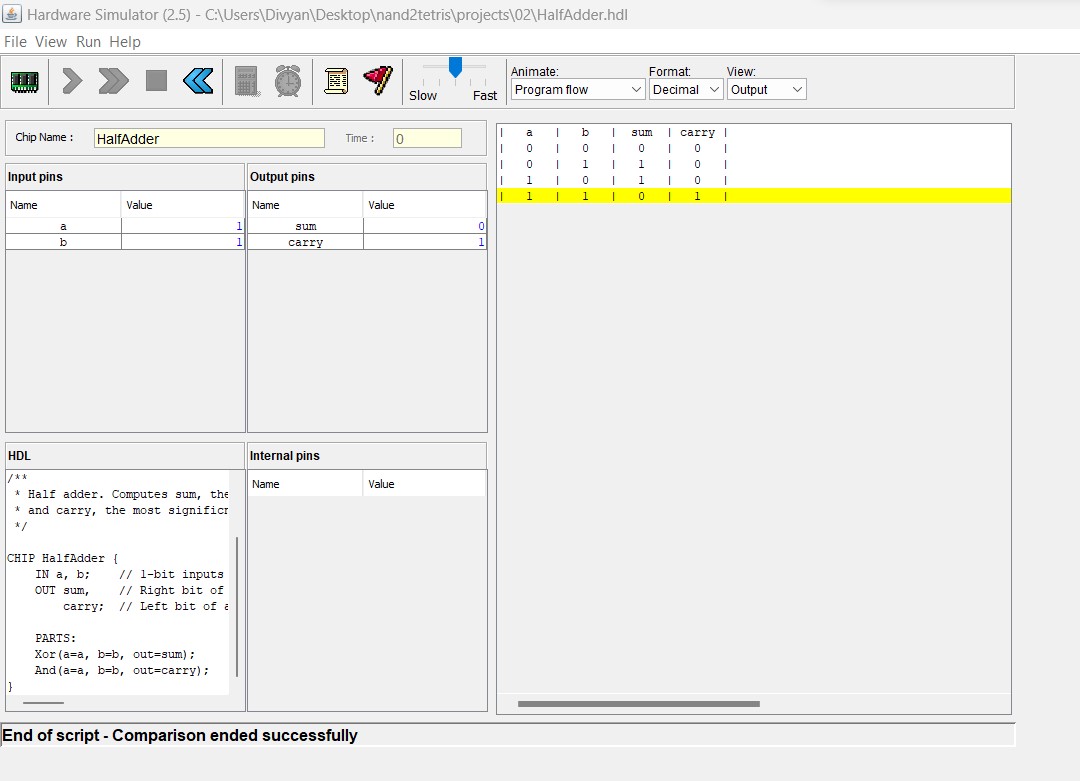 Hardware Simulator (2.5) - C:\Users\Divyan\Desktop\nand2tetris\projects\02\HalfAdder.hdl
File View Run Help
Slow Fast
Animate:
Program flow
Format:
Decimal
View:
Output
Chip Name : HalfAdder Time : 0
Input pins
Name Value
a 1
b 1
Output pins
Name Value
sum 0
carry 1
| a | b | sum | carry |
| 0 | 0 | 0 | 0 |
| 0 | 1 | 1 | 0 |
| 1 | 0 | 1 | 0 |
| 1 | 1 | 0 | 1 |
HDL
/**
* Half adder. Computes sum, the
* and carry, the most significr
*/
CHIP HalfAdder {
IN a, b; // 1-bit inputs
OUT sum, // Right bit of
carry; // Left bit of a
PARTS:
Xor(a=a, b=b, out=sum);
And(a=a, b=b, out=carry);
}
Internal pins
Name Value
End of script - Comparison ended successfully